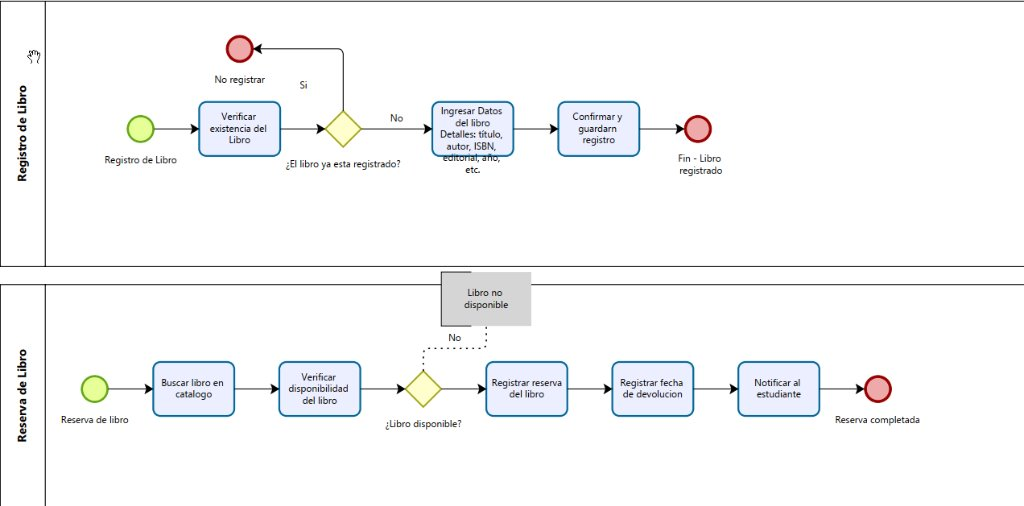 Registro de Libro
No registrar
Si
Verificar
existencia del
Libro
Ingresar Datos
del libro
Detalles: título,
autor, ISBN,
editorial, año,
etc.
Confirmar y
guardarn
registro
No
Registro de Libro
¿El libro ya esta registrado?
Fin - Libro
registrado
Reserva de Libro
Libro no
disponible
No
Buscar libro en
catalogo
Verificar
disponibilidad
del libro
Registrar reserva
del libro
Registrar fecha
de devolucion
Notificar al
estudiante
Reserva de libro
¿Libro disponible?
Reserva completada